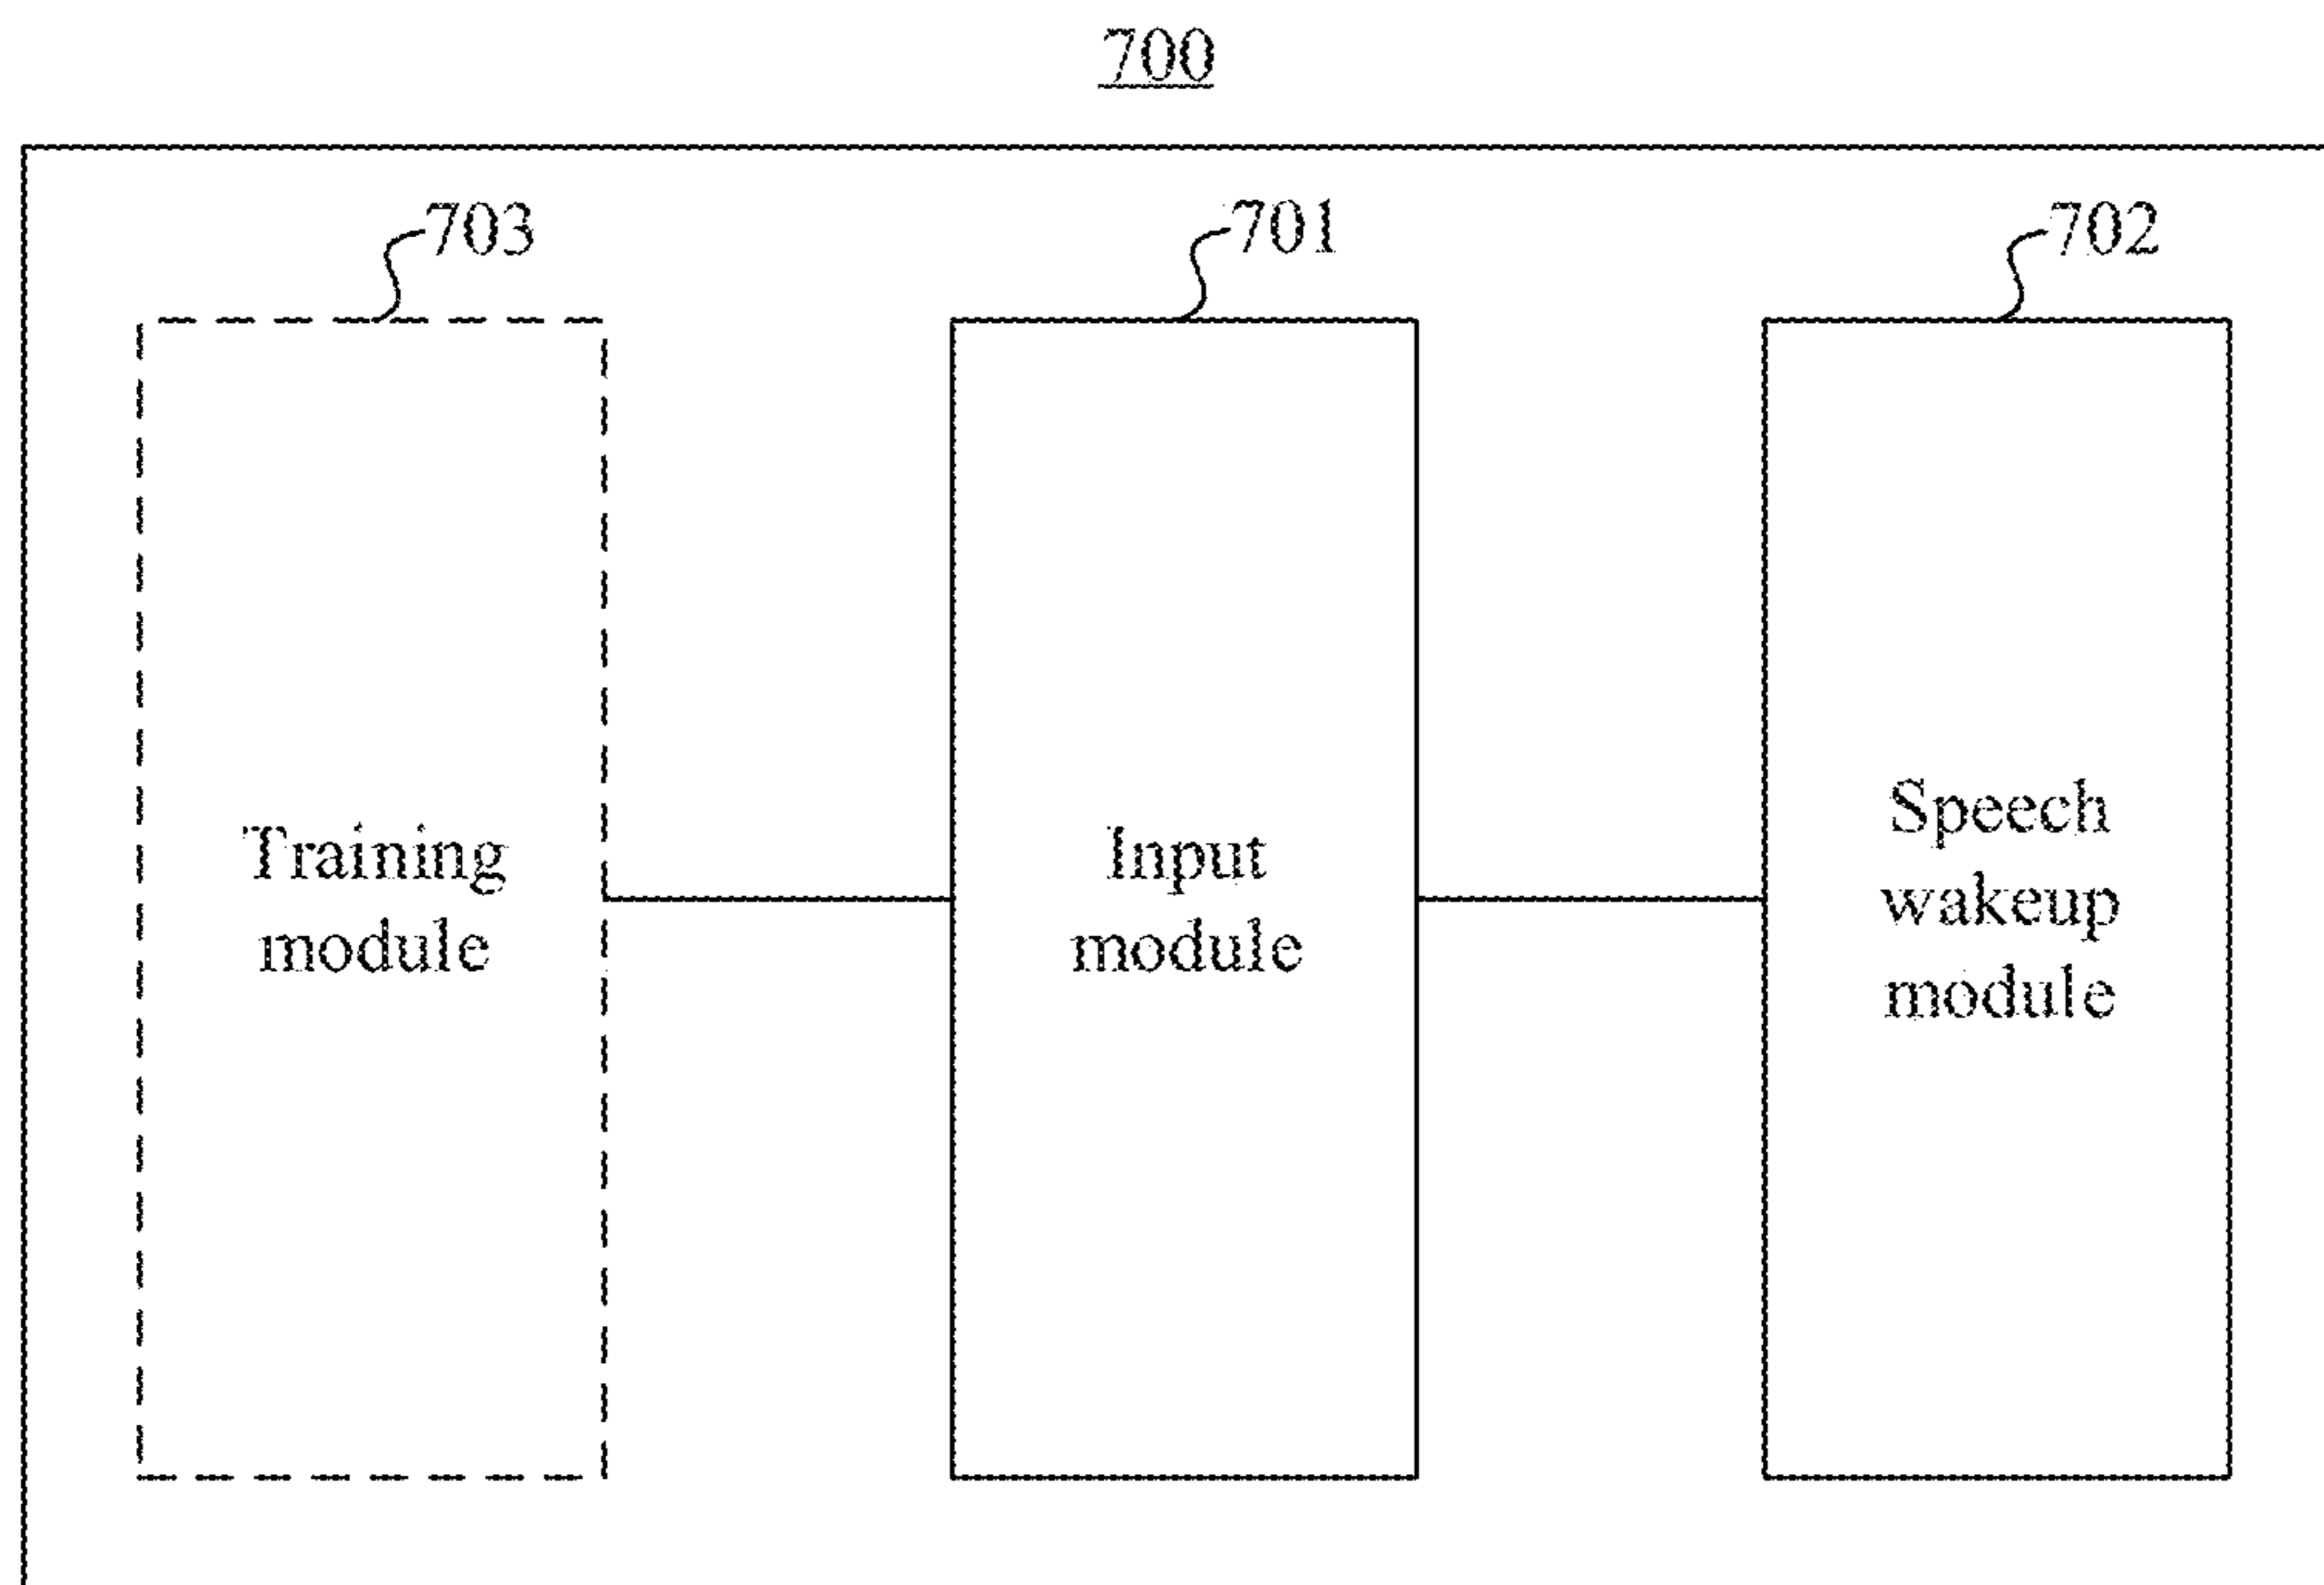 700
703
701
702
Training
module
Input
module
Speech
wakeup
module